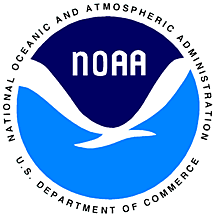 NATIONAL OCEANIC AND ATMOSPHERIC ADMINISTRATION
NOAA
U.S. DEPARTMENT OF COMMERCE